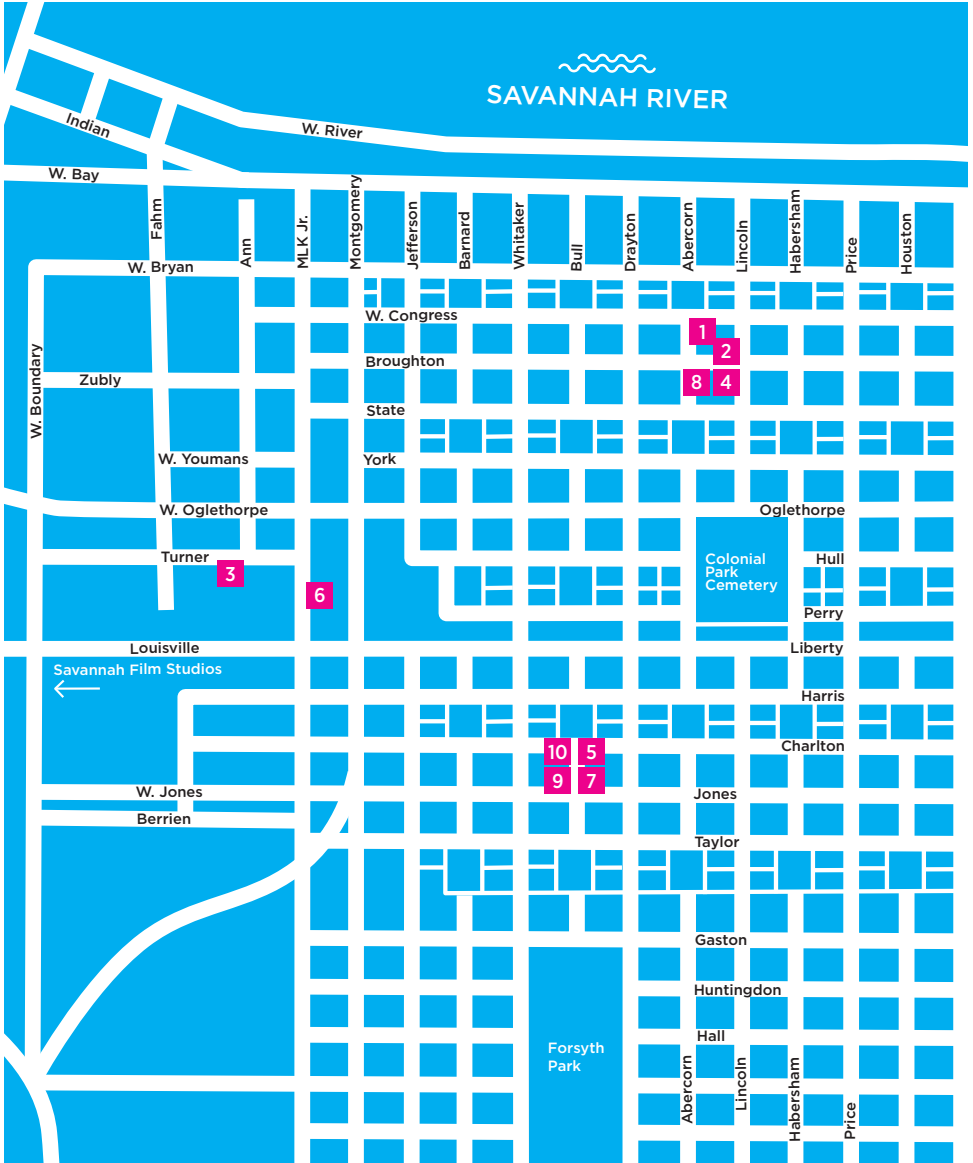 SAVANNAH RIVER
Indian
W. River
W. Bay
Fahm
Ann
MLK Jr.
Montgomery
Jefferson
Barnard
Whitaker
Bull
Drayton
Abercorn
Lincoln
Habersham
Price
Houston
W. Bryan
W. Congress
1
2
W. Boundary
Broughton
Zubly
8
4
State
W. Youmans
York
W. Oglethorpe
Oglethorpe
Turner
3
Colonial
Park
Cemetery
Hull
6
Perry
Louisville
Liberty
Savannah Film Studios
Harris
10
5
Charlton
9
7
W. Jones
Jones
Berrien
Taylor
Gaston
Huntingdon
Hall
Forsyth
Park
Abercorn
Lincoln
Habersham
Price